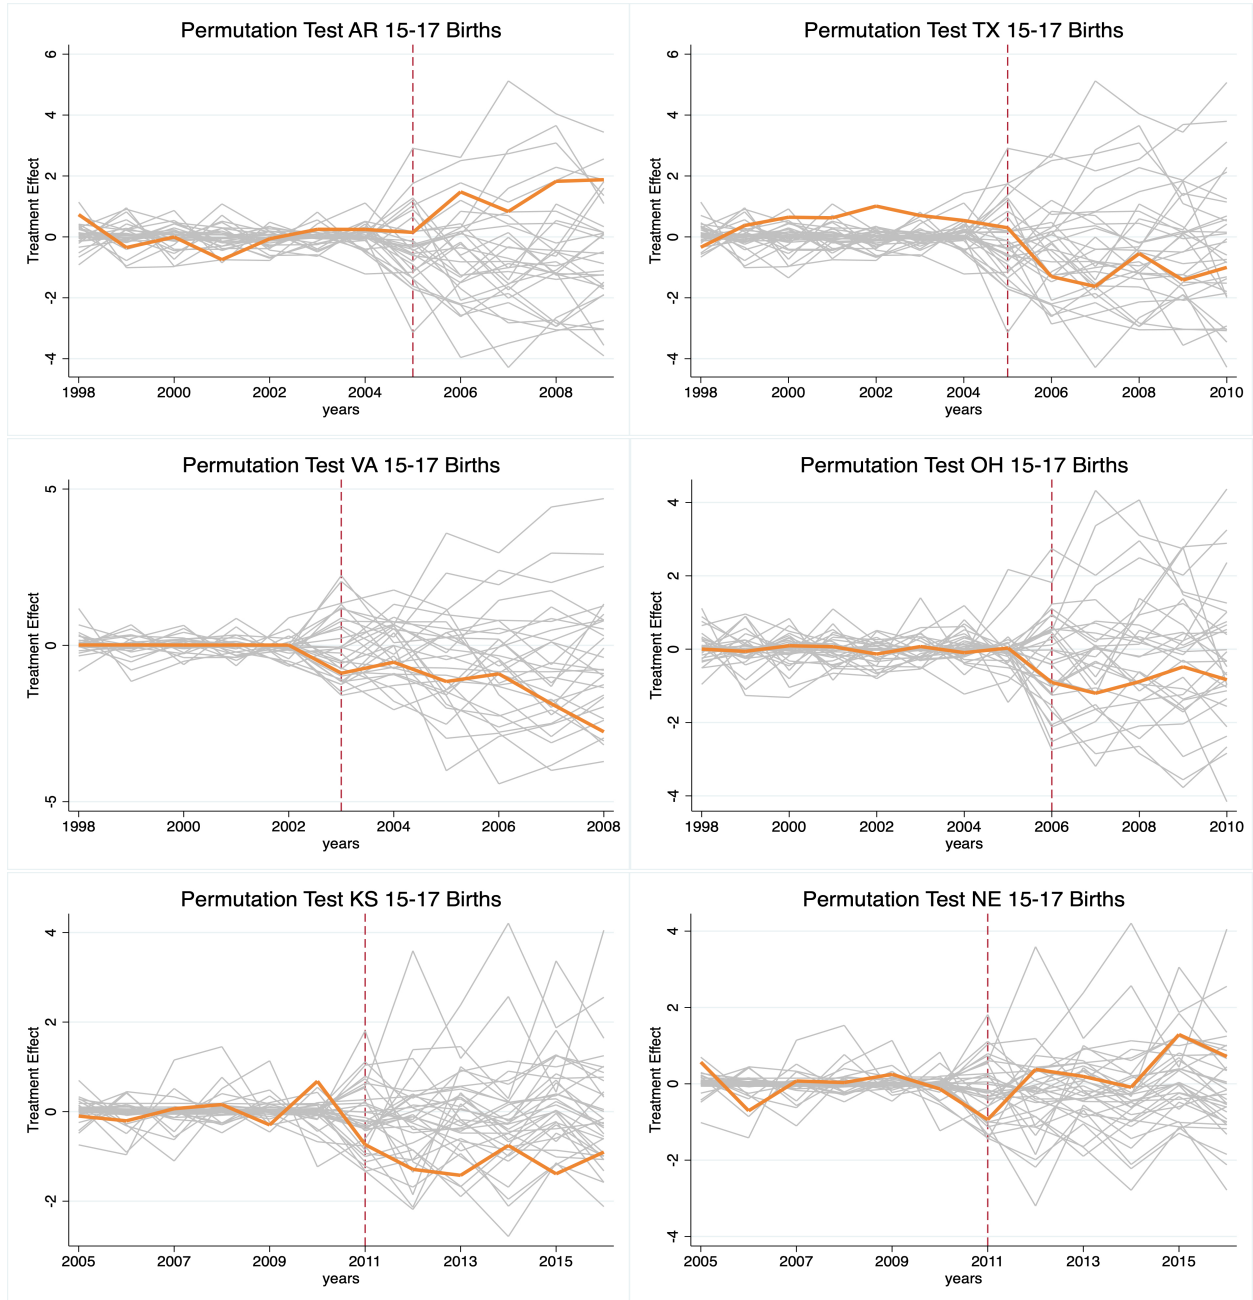 Permutation Test AR 15-17 Births
6
4
2
0
-2
-4
Treatment Effect
1998 2000 2002 2004 2006 2008
years
Permutation Test TX 15-17 Births
6
4
2
0
-2
-4
Treatment Effect
1998 2000 2002 2004 2006 2008 2010
years
Permutation Test VA 15-17 Births
5
0
-5
Treatment Effect
1998 2000 2002 2004 2006 2008
years
Permutation Test OH 15-17 Births
4
2
0
-2
-4
Treatment Effect
1998 2000 2002 2004 2006 2008 2010
years
Permutation Test KS 15-17 Births
4
2
0
-2
Treatment Effect
2005 2007 2009 2011 2013 2015
years
Permutation Test NE 15-17 Births
4
2
0
-2
-4
Treatment Effect
2005 2007 2009 2011 2013 2015
years